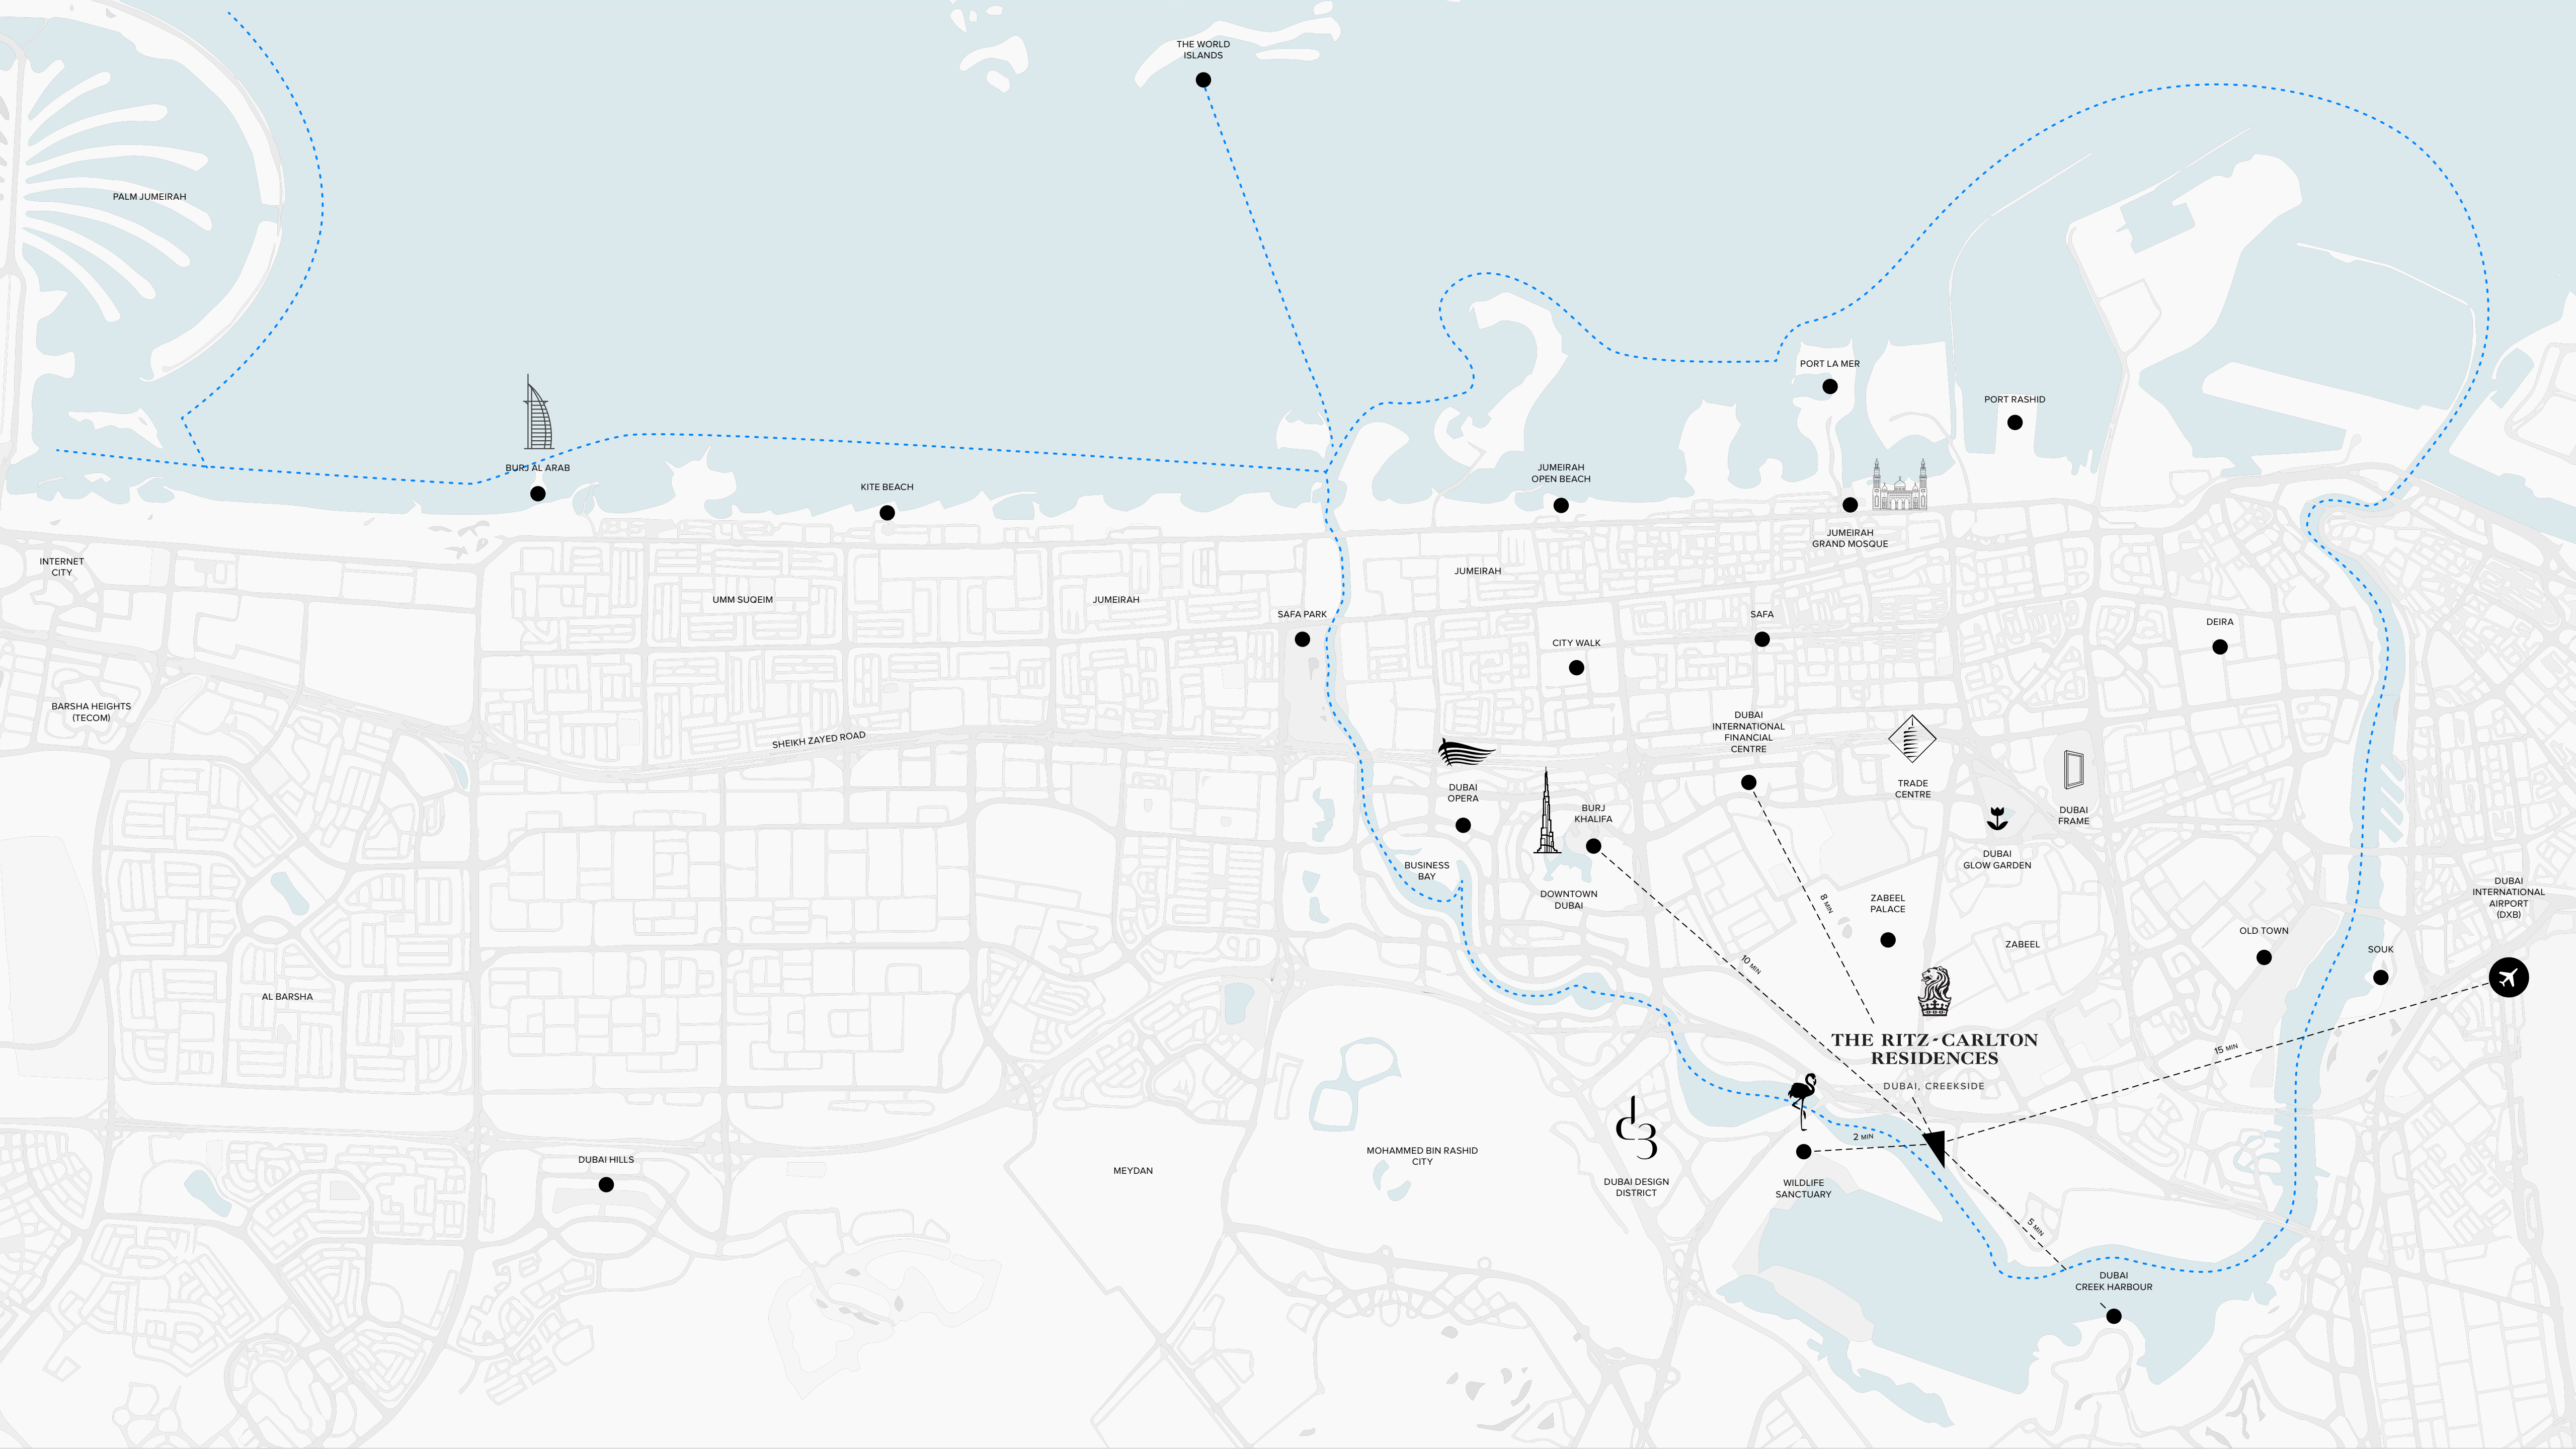 THE WORLD
ISLANDS
PALM JUMEIRAH
PORT LA MER
PORT RASHID
BURJ AL ARAB
KITE BEACH
JUMEIRAH
OPEN BEACH
JUMEIRAH
GRAND MOSQUE
INTERNET
CITY
UMM SUQEIM
JUMEIRAH
JUMEIRAH
SAFA PARK
SAFA
CITY WALK
DEIRA
BARSHA HEIGHTS
(TECOM)
SHEIKH ZAYED ROAD
DUBAI
INTERNATIONAL
FINANCIAL
CENTRE
DUBAI
OPERA
TRADE
CENTRE
BURJ
KHALIFA
DUBAI
FRAME
DUBAI
GLOW GARDEN
BUSINESS
BAY
DOWNTOWN
DUBAI
8 MIN
ZABEEL
PALACE
DUBAI
INTERNATIONAL
AIRPORT
(DXB)
OLD TOWN
ZABEEL
SOUK
10 MIN
AL BARSHA
THE RITZ-CARLTON
RESIDENCES
DUBAI, CREEKSIDE
15 MIN
d3
2 MIN
MOHAMMED BIN RASHID
CITY
DUBAI HILLS
MEYDAN
DUBAI DESIGN
DISTRICT
WILDLIFE
SANCTUARY
5 MIN
DUBAI
CREEK HARBOUR